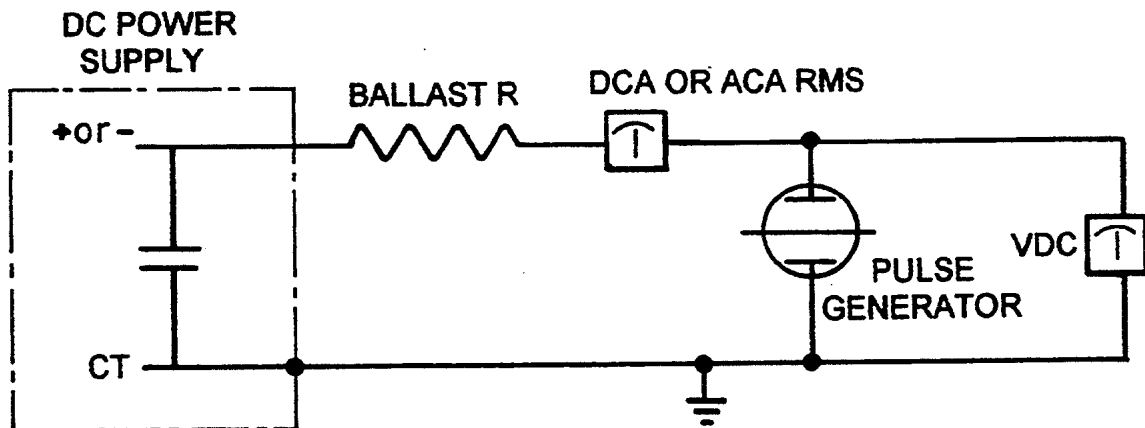 DC POWER
SUPPLY
+or-
BALLAST R
DCA OR ACA RMS
VDC
PULSE
GENERATOR
CT